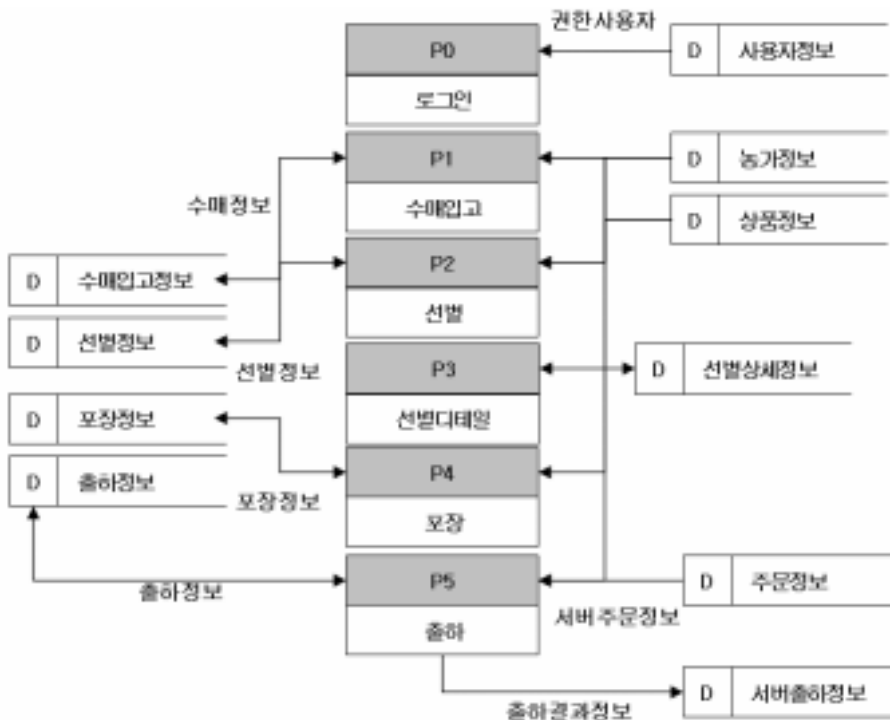 권한사용자
P0
D 사용자정보
로그인
P1
D 농가정보
수매정보
수매입고
D 상품정보
P2
D 수매입고정보
선별
D 선별정보
선별정보
P3
D 선별상세정보
D 포장정보
선별디테일
P4
D 출하정보
포장정보
포장
P5
D 주문정보
출하정보
서버 주문정보
출하
D 서버출하정보
출하결과정보